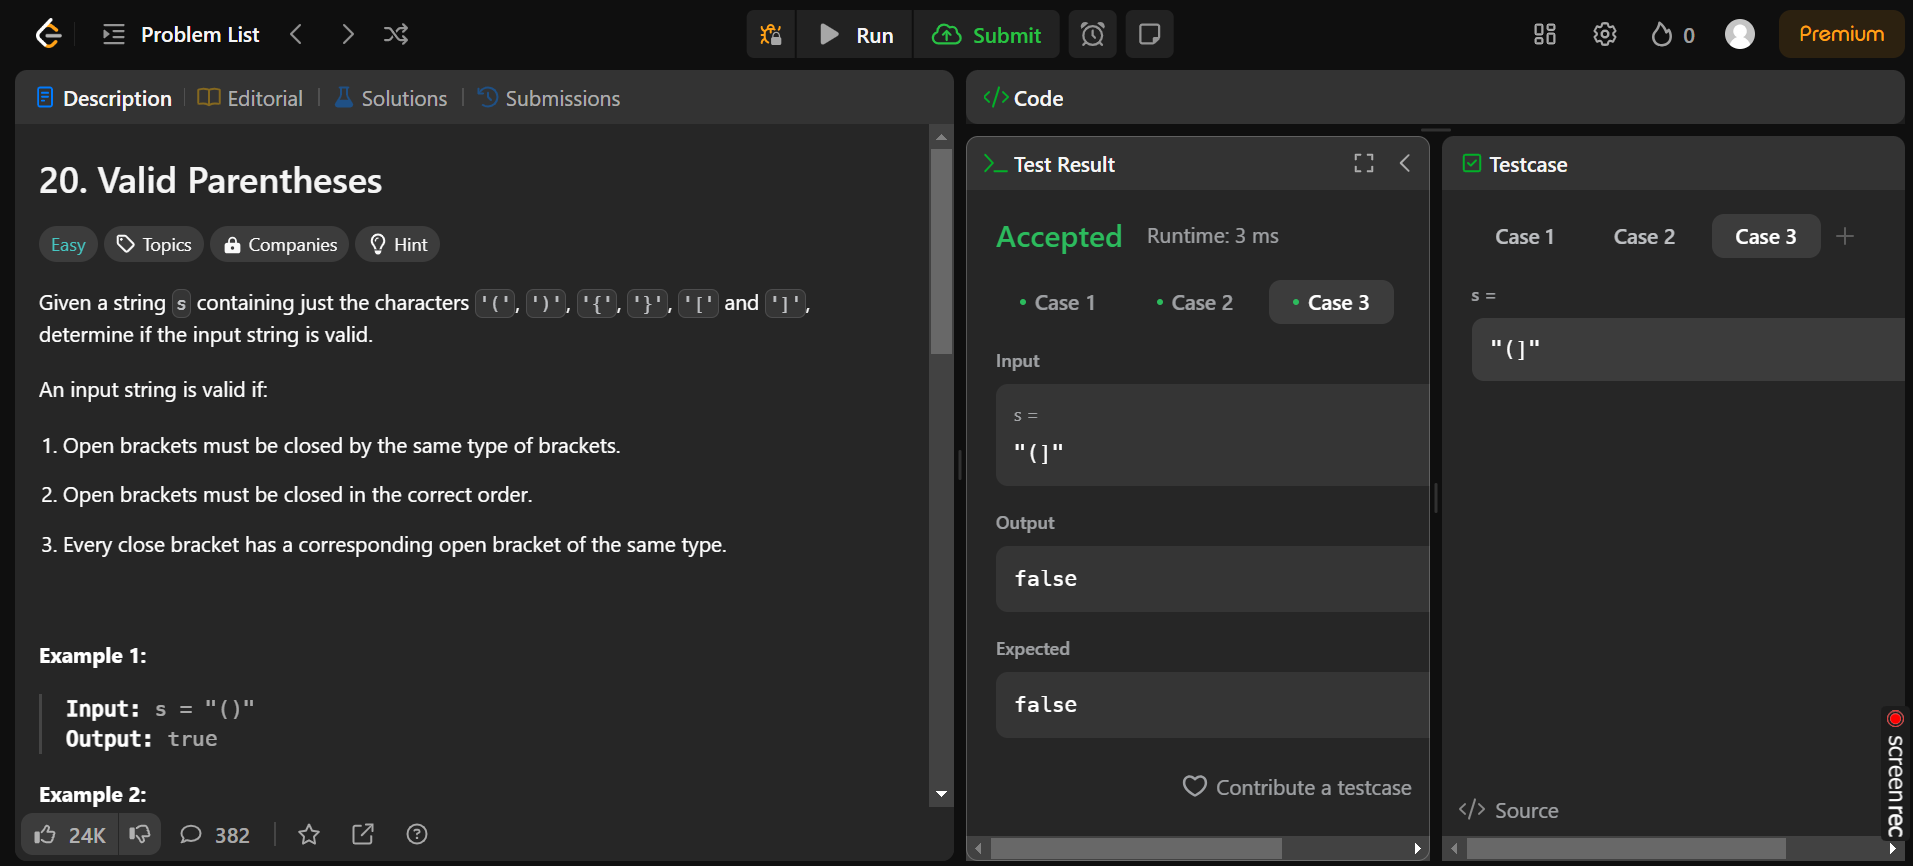 Problem List
Run
Submit
0
Premium
Description
Editorial
Solutions
Submissions
20. Valid Parentheses
Easy
Topics
Companies
Hint
Given a string s containing just the characters '(', ')', '{', '}', '[' and ']',
determine if the input string is valid.
An input string is valid if:
1. Open brackets must be closed by the same type of brackets.
2. Open brackets must be closed in the correct order.
3. Every close bracket has a corresponding open bracket of the same type.
Example 1:
Input: s = "()"
Output: true
Example 2:
24K
382
</> Code
>_ Test Result
Accepted Runtime: 3 ms
• Case 1
• Case 2
• Case 3
Input
s =
"(]"
Output
false
Expected
false
Contribute a testcase
Testcase
Case 1
Case 2
Case 3
+
s =
"(]"
</> Source
screen rec